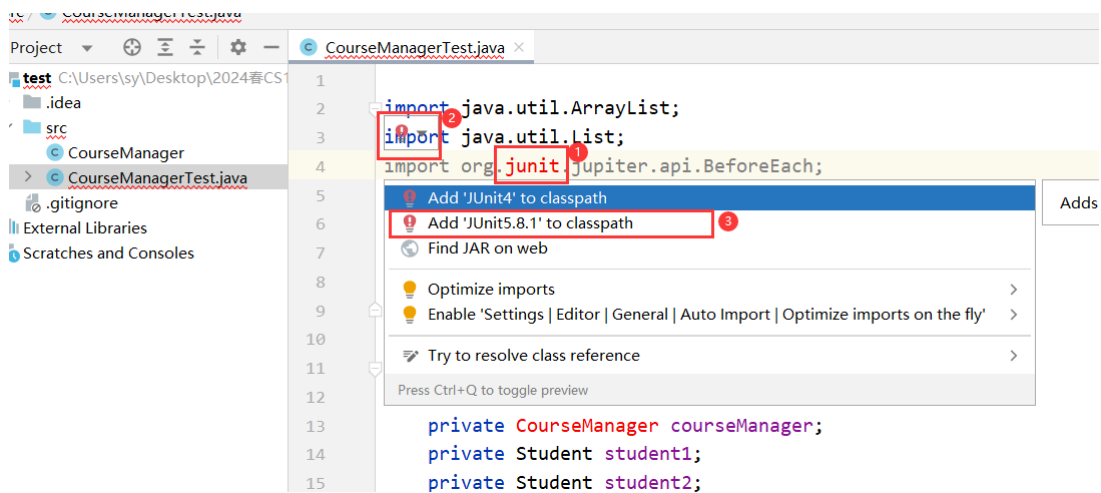 src / CourseManagerTest.java
Project
CourseManagerTest.java
test C:\Users\sy\Desktop\2024春CS1
.idea
src
CourseManager
CourseManagerTest.java
.gitignore
External Libraries
Scratches and Consoles
1
2 import java.util.ArrayList;
3 import java.util.List;
4 import org.junit.jupiter.api.BeforeEach;
5
6
7
8
9
10
11
12
13 private CourseManager courseManager;
14 private Student student1;
15 private Student student2;
2
1
Add 'JUnit4' to classpath
Add 'JUnit5.8.1' to classpath
3
Find JAR on web
Optimize imports
Enable 'Settings | Editor | General | Auto Import | Optimize imports on the fly'
Try to resolve class reference
Press Ctrl+Q to toggle preview
Adds